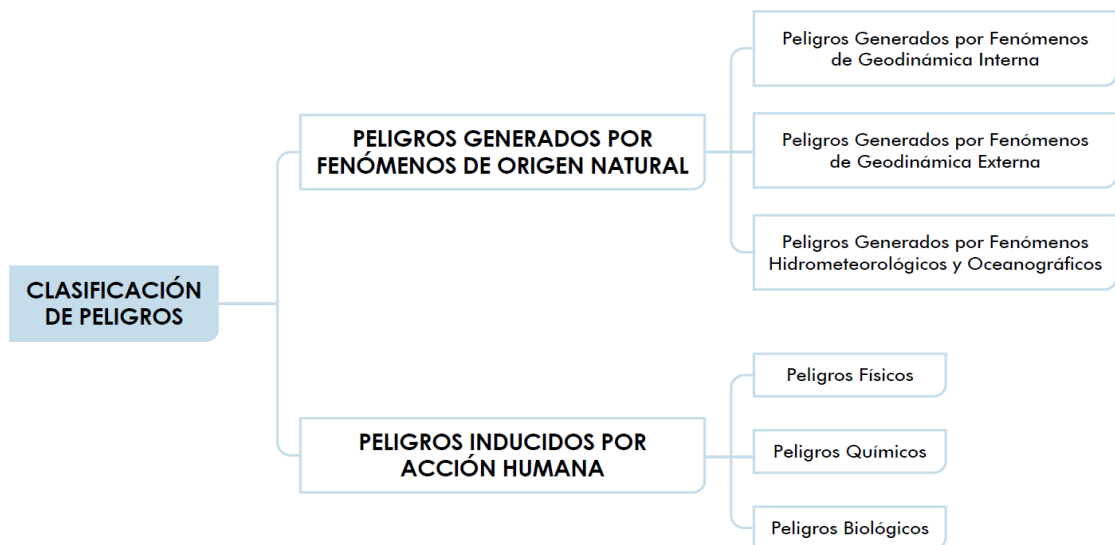 CLASIFICACIÓN
DE PELIGROS
PELIGROS GENERADOS POR
FENÓMENOS DE ORIGEN NATURAL
Peligros Generados por Fenómenos
de Geodinámica Interna
Peligros Generados por Fenómenos
de Geodinámica Externa
Peligros Generados por Fenómenos
Hidrometeorológicos y Oceanográficos
PELIGROS INDUCIDOS POR
ACCIÓN HUMANA
Peligros Físicos
Peligros Químicos
Peligros Biológicos